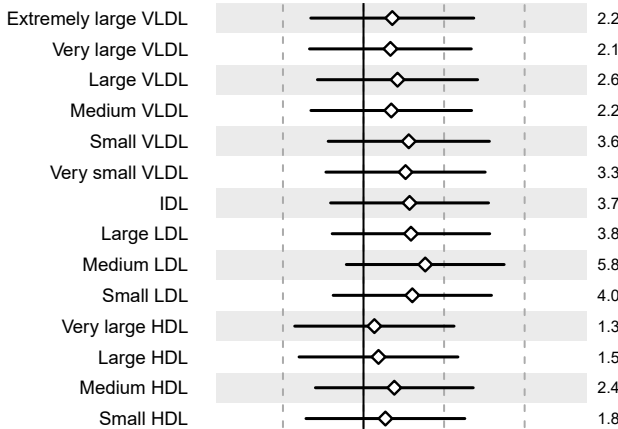 Extremely large VLDL 2.2
Very large VLDL 2.1
Large VLDL 2.6
Medium VLDL 2.2
Small VLDL 3.6
Very small VLDL 3.3
IDL 3.7
Large LDL 3.8
Medium LDL 5.8
Small LDL 4.0
Very large HDL 1.3
Large HDL 1.5
Medium HDL 2.4
Small HDL 1.8